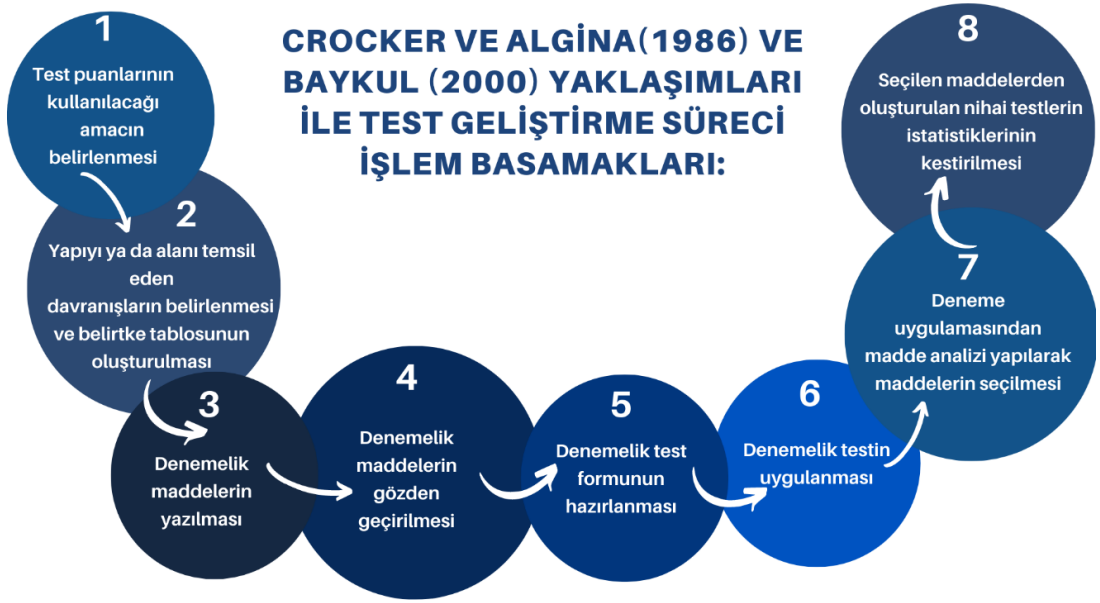 CROCKER VE ALGİNA(1986) VE
BAYKUL (2000) YAKLAŞIMLARI
İLE TEST GELİŞTİRME SÜRECİ
İŞLEM BASAMAKLARI:
1
Test puanlarının
kullanılacağı
amacın
belirlenmesi
2
Yapıyı ya da alanı temsil
eden
davranışların belirlenmesi
ve belirtke tablosunun
oluşturulması
3
Denemelik
maddelerin
yazılması
4
Denemelik
maddelerin
gözden
geçirilmesi
5
Denemelik test
formunun
hazırlanması
6
Denemelik testin
uygulanması
7
Deneme
uygulamasından
madde analizi yapılarak
maddelerin seçilmesi
8
Seçilen maddelerden
oluşturulan nihai testlerin
istatistiklerinin
kestirilmesi